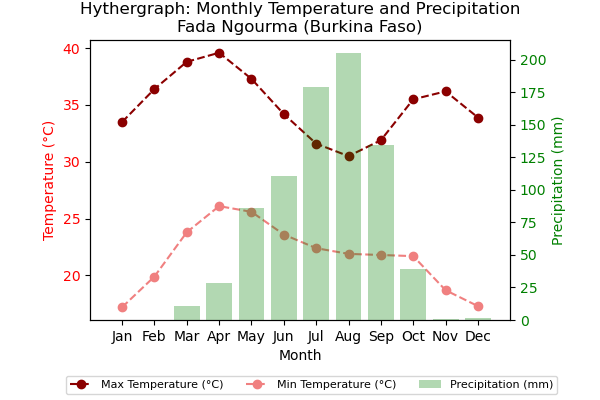 Hythergraph: Monthly Temperature and Precipitation
Fada Ngourma (Burkina Faso)
40
35
30
25
20
Temperature (°C)
200
175
150
125
100
75
50
25
0
Precipitation (mm)
Jan Feb Mar Apr May Jun Jul Aug Sep Oct Nov Dec
Month
Max Temperature (°C) Min Temperature (°C) Precipitation (mm)